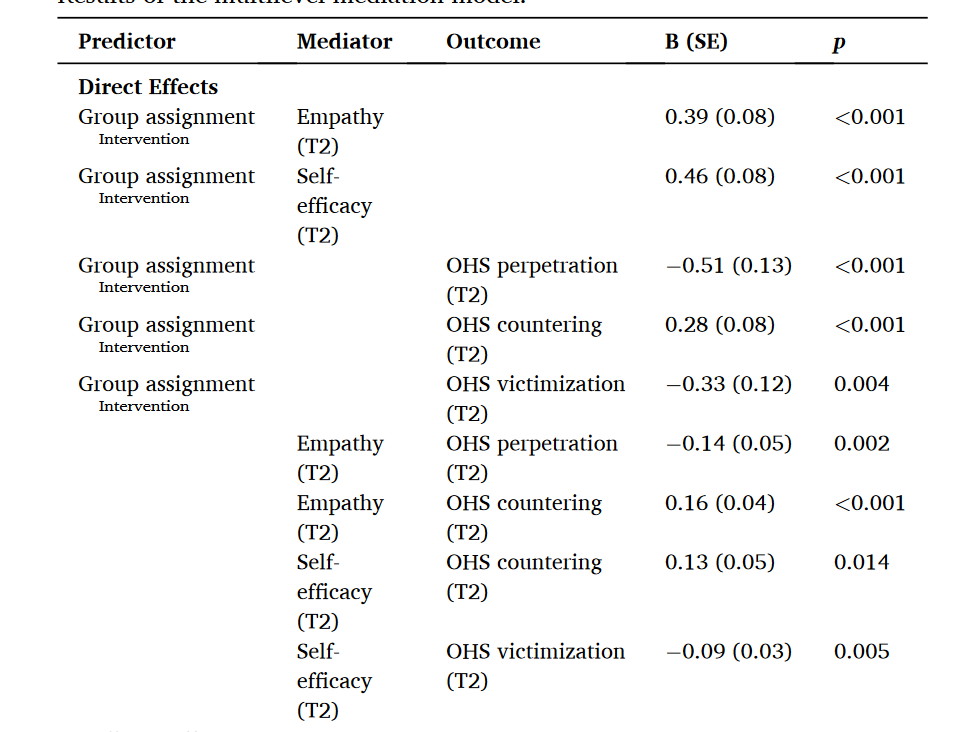 Results of the multilevel mediation model.
Predictor Mediator Outcome B (SE) p
Direct Effects
Group assignment Empathy 0.39 (0.08) <0.001
Intervention (T2)
Group assignment Self- 0.46 (0.08) <0.001
Intervention efficacy
(T2)
Group assignment OHS perpetration −0.51 (0.13) <0.001
Intervention (T2)
Group assignment OHS countering 0.28 (0.08) <0.001
Intervention (T2)
Group assignment OHS victimization −0.33 (0.12) 0.004
Intervention (T2)
Empathy OHS perpetration −0.14 (0.05) 0.002
(T2) (T2)
Empathy OHS countering 0.16 (0.04) <0.001
(T2) (T2)
Self- OHS countering 0.13 (0.05) 0.014
efficacy (T2)
(T2)
Self- OHS victimization −0.09 (0.03) 0.005
efficacy (T2)
(T2)